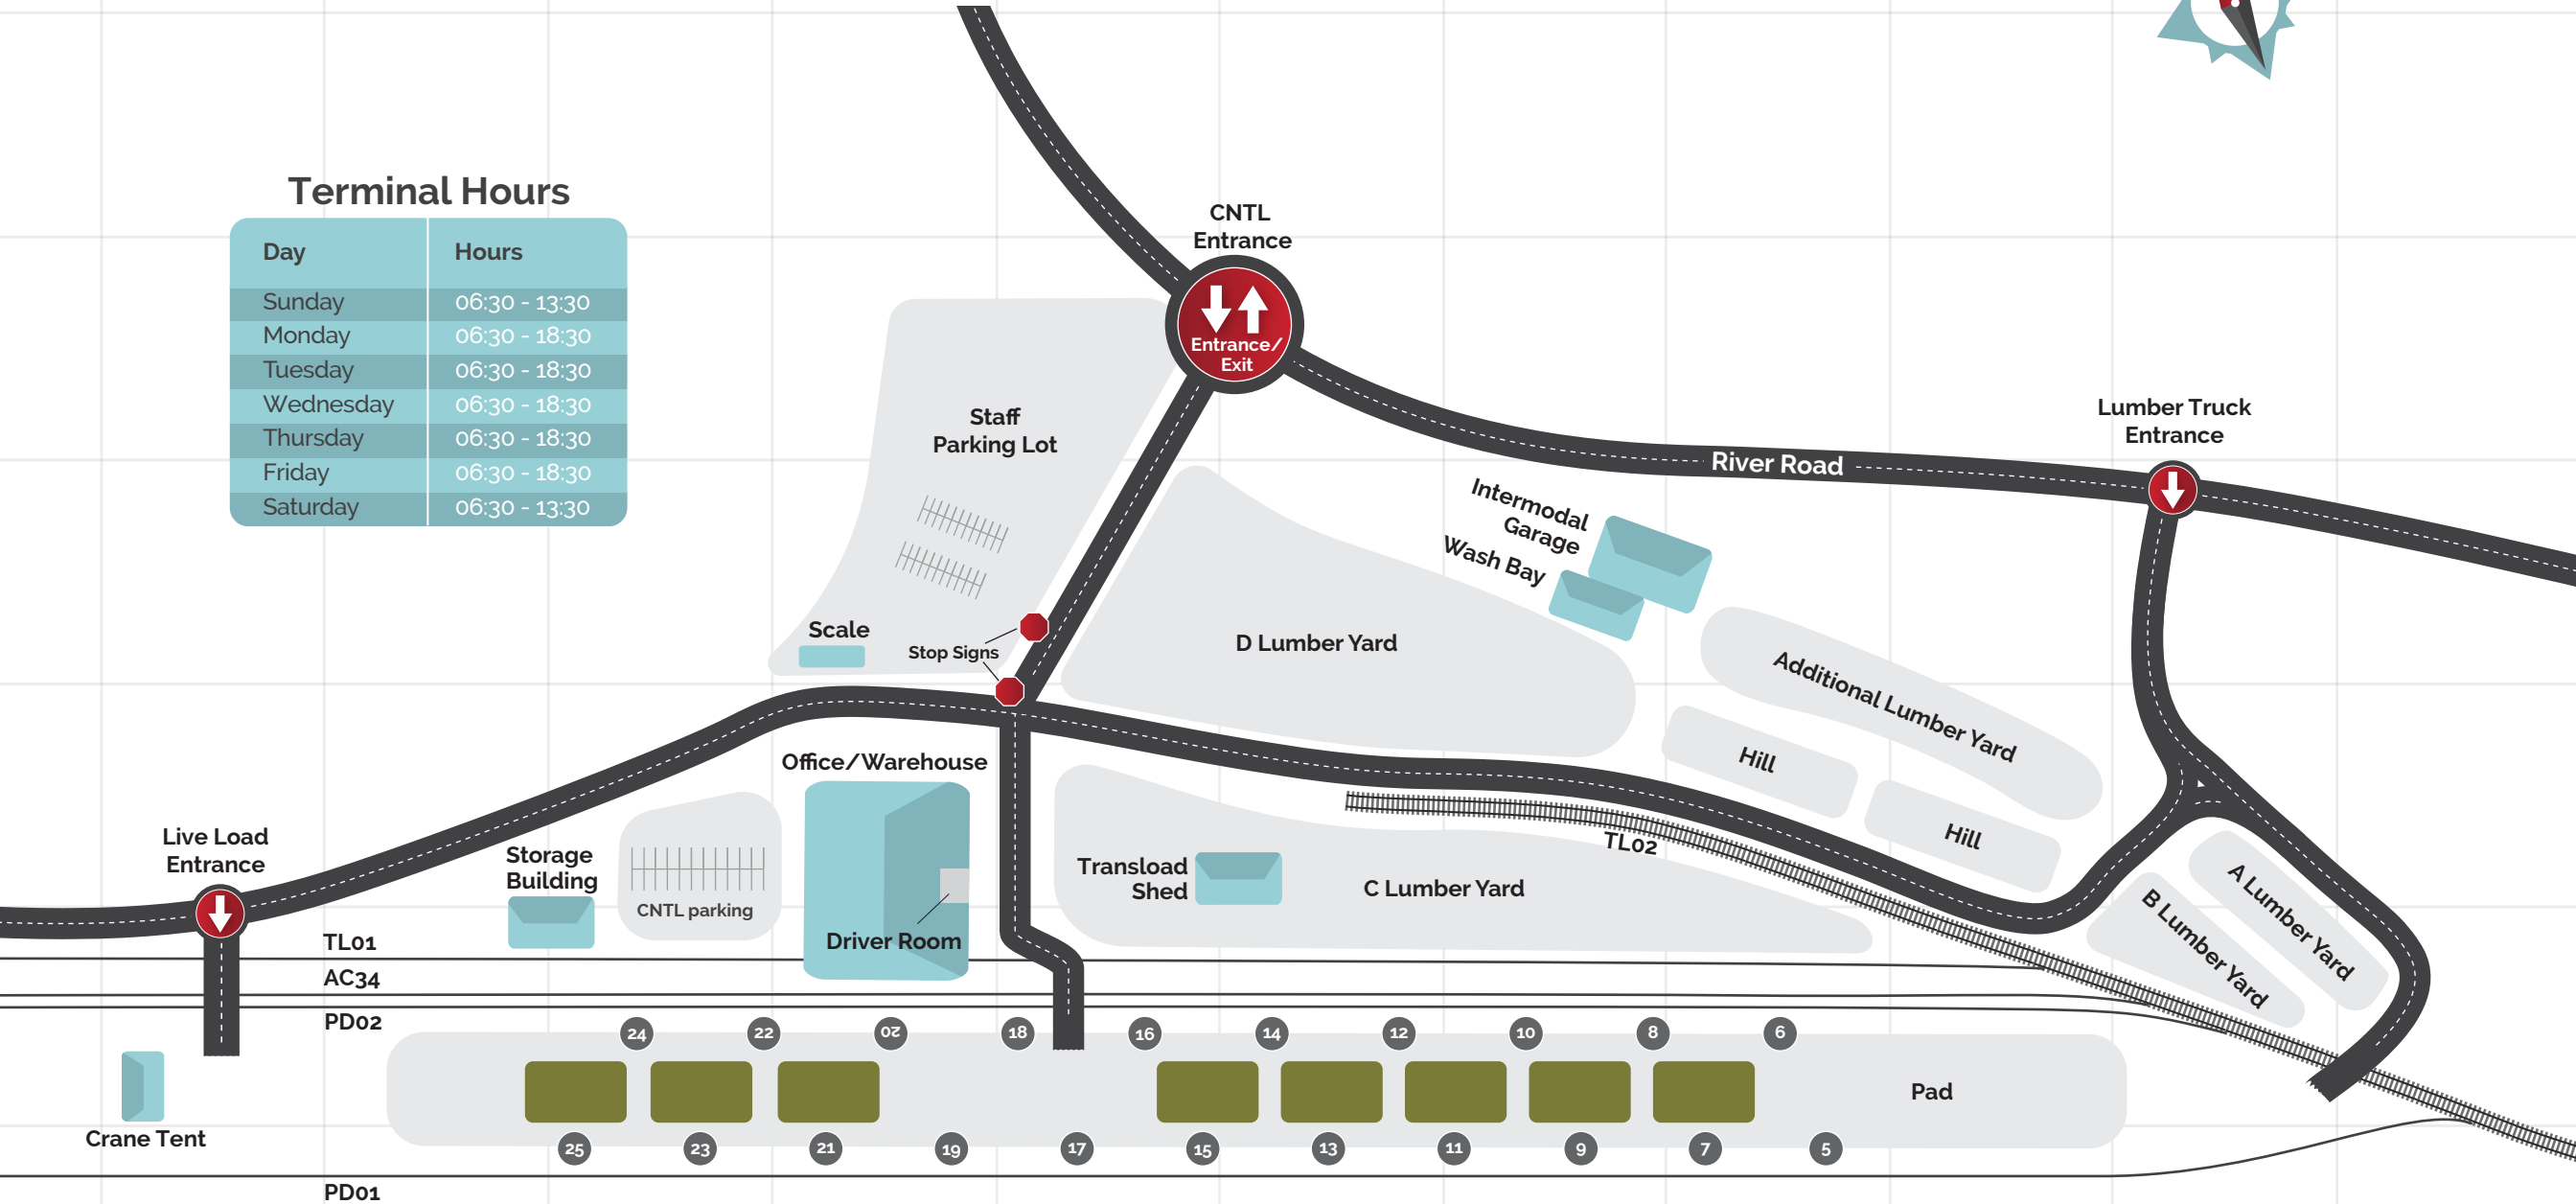 CNTL
Entrance
Entrance/
Exit
Terminal Hours
Day Hours
Sunday 06:30 - 13:30
Monday 06:30 - 18:30
Tuesday 06:30 - 18:30
Wednesday 06:30 - 18:30
Thursday 06:30 - 18:30
Friday 06:30 - 18:30
Saturday 06:30 - 13:30
Staff
Parking Lot
Lumber Truck
Entrance
River Road
Intermodal
Garage
Wash Bay
Scale
Stop Signs
D Lumber Yard
Additional Lumber Yard
Hill
Hill
Office/Warehouse
Live Load
Entrance
Storage
Building
CNTL parking
Driver Room
Transload
Shed
C Lumber Yard
TL02
A Lumber Yard
B Lumber Yard
TL01
AC34
PD02
24 22 20 18 16 14 12 10 8 6
Pad
Crane Tent
25 23 21 19 17 15 13 11 9 7 5
PD01